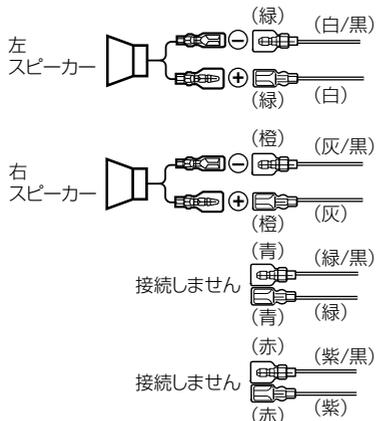 (緑)
(白/黒)
左
スピーカー
⊖
⊕
(緑)
(白)
(橙)
(灰/黒)
右
スピーカー
⊖
⊕
(橙)
(灰)
(青)
(緑/黒)
接続しません
(青)
(緑)
(赤)
(紫/黒)
接続しません
(赤)
(紫)